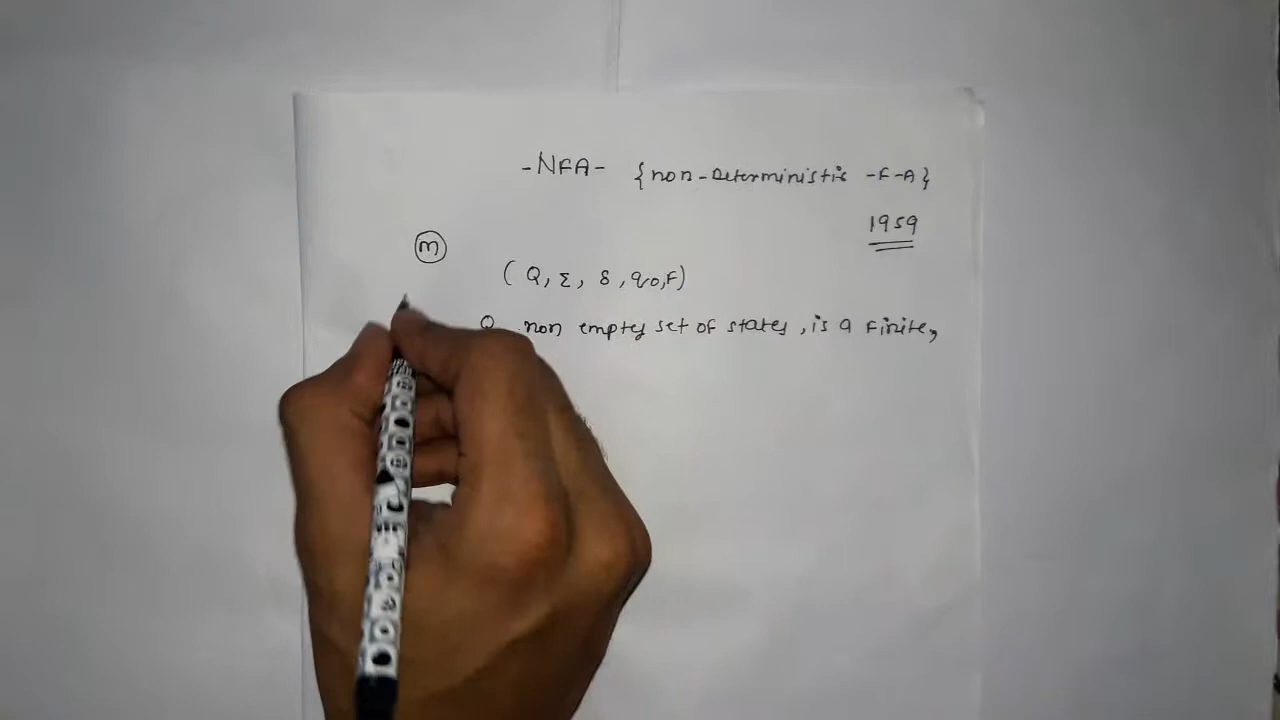 -NFA- {non-Deterministic -F-A}
1959
m
(Q, Σ, δ, q0, F)
Q non empty set of states, is a Finite,